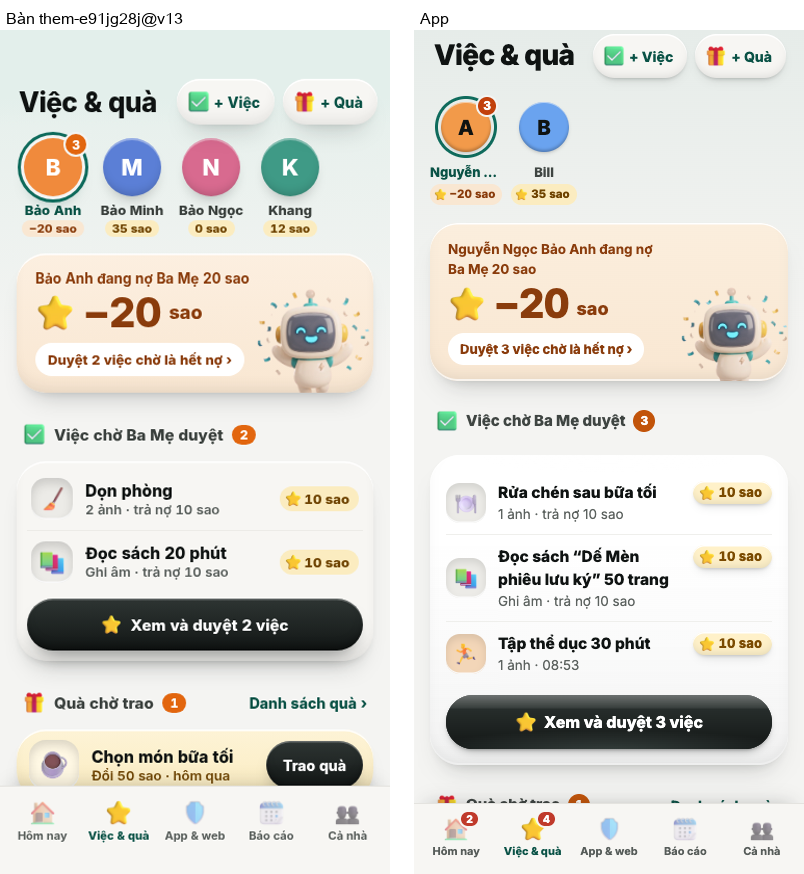 Bản them-e91jg28j@v13
Việc & quà
+ Việc
+ Quà
B
3
M
N
K
Bảo Anh
Bảo Minh
Bảo Ngọc
Khang
−20 sao
35 sao
0 sao
12 sao
Bảo Anh đang nợ Ba Mẹ 20 sao
−20 sao
Duyệt 2 việc chờ là hết nợ ›
Việc chờ Ba Mẹ duyệt 2
Dọn phòng
2 ảnh · trả nợ 10 sao
10 sao
Đọc sách 20 phút
Ghi âm · trả nợ 10 sao
10 sao
Xem và duyệt 2 việc
Quà chờ trao 1
Danh sách quà ›
Chọn món bữa tối
Đổi 50 sao · hôm qua
Trao quà
Hôm nay
Việc & quà
App & web
Báo cáo
Cả nhà
App
Việc & quà
+ Việc
+ Quà
A
3
B
Nguyễn ...
Bill
−20 sao
35 sao
Nguyễn Ngọc Bảo Anh đang nợ
Ba Mẹ 20 sao
−20 sao
Duyệt 3 việc chờ là hết nợ ›
Việc chờ Ba Mẹ duyệt 3
Rửa chén sau bữa tối
1 ảnh · trả nợ 10 sao
10 sao
Đọc sách “Dế Mèn
phiêu lưu ký” 50 trang
Ghi âm · trả nợ 10 sao
10 sao
Tập thể dục 30 phút
1 ảnh · 08:53
10 sao
Xem và duyệt 3 việc
Quà chờ trao 1
2
4
Hôm nay
Việc & quà
App & web
Báo cáo
Cả nhà